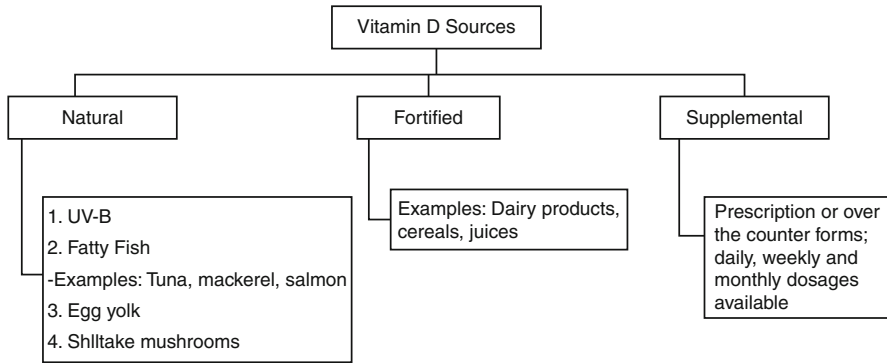 Vitamin D Sources
Natural
Fortified
Supplemental
1. UV-B
2. Fatty Fish
-Examples: Tuna, mackerel, salmon
3. Egg yolk
4. Shlltake mushrooms
Examples: Dairy products,
cereals, juices
Prescription or over
the counter forms;
daily, weekly and
monthly dosages
available